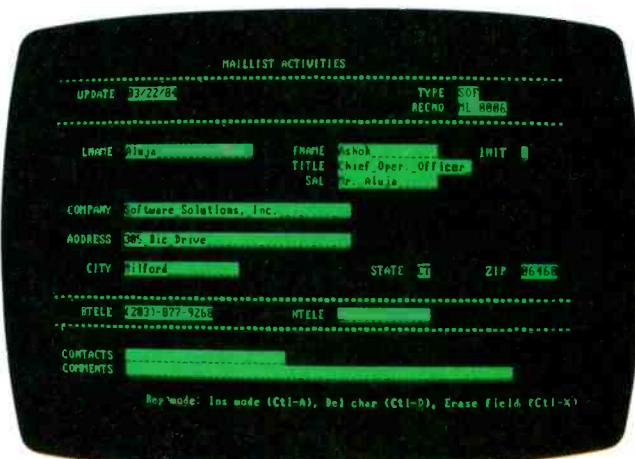 MAILLIST ACTIVITIES
UPDATE 03/22/84 TYPE SOF
RECNO ML 0006
LNAME Aluja FNAME Ashok INIT
TITLE Chief Oper. Officer
SAL Mr. Aluja
COMPANY Software Solutions, Inc.
ADDRESS 305 Bic Drive
CITY Milford STATE CT ZIP 06460
BTELE (203)-877-9268 HTELE
CONTACTS
COMMENTS
Rep mode: Ins mode (Ctl-A), Del char (Ctl-D), Erase field (Ctl-X)